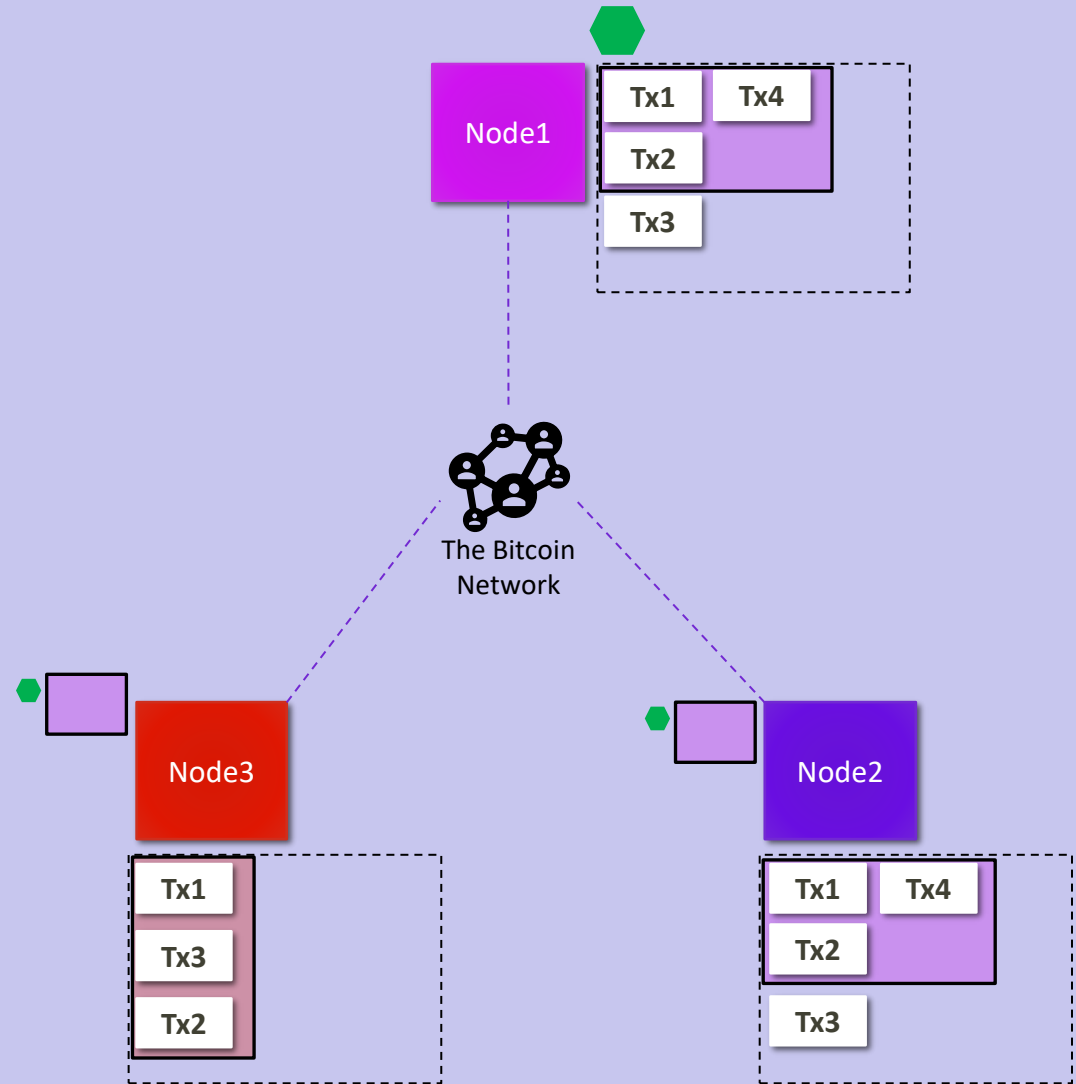 Node1
Tx1 Tx4
Tx2
Tx3
The Bitcoin
Network
Node3
Tx1
Tx3
Tx2
Node2
Tx1 Tx4
Tx2
Tx3